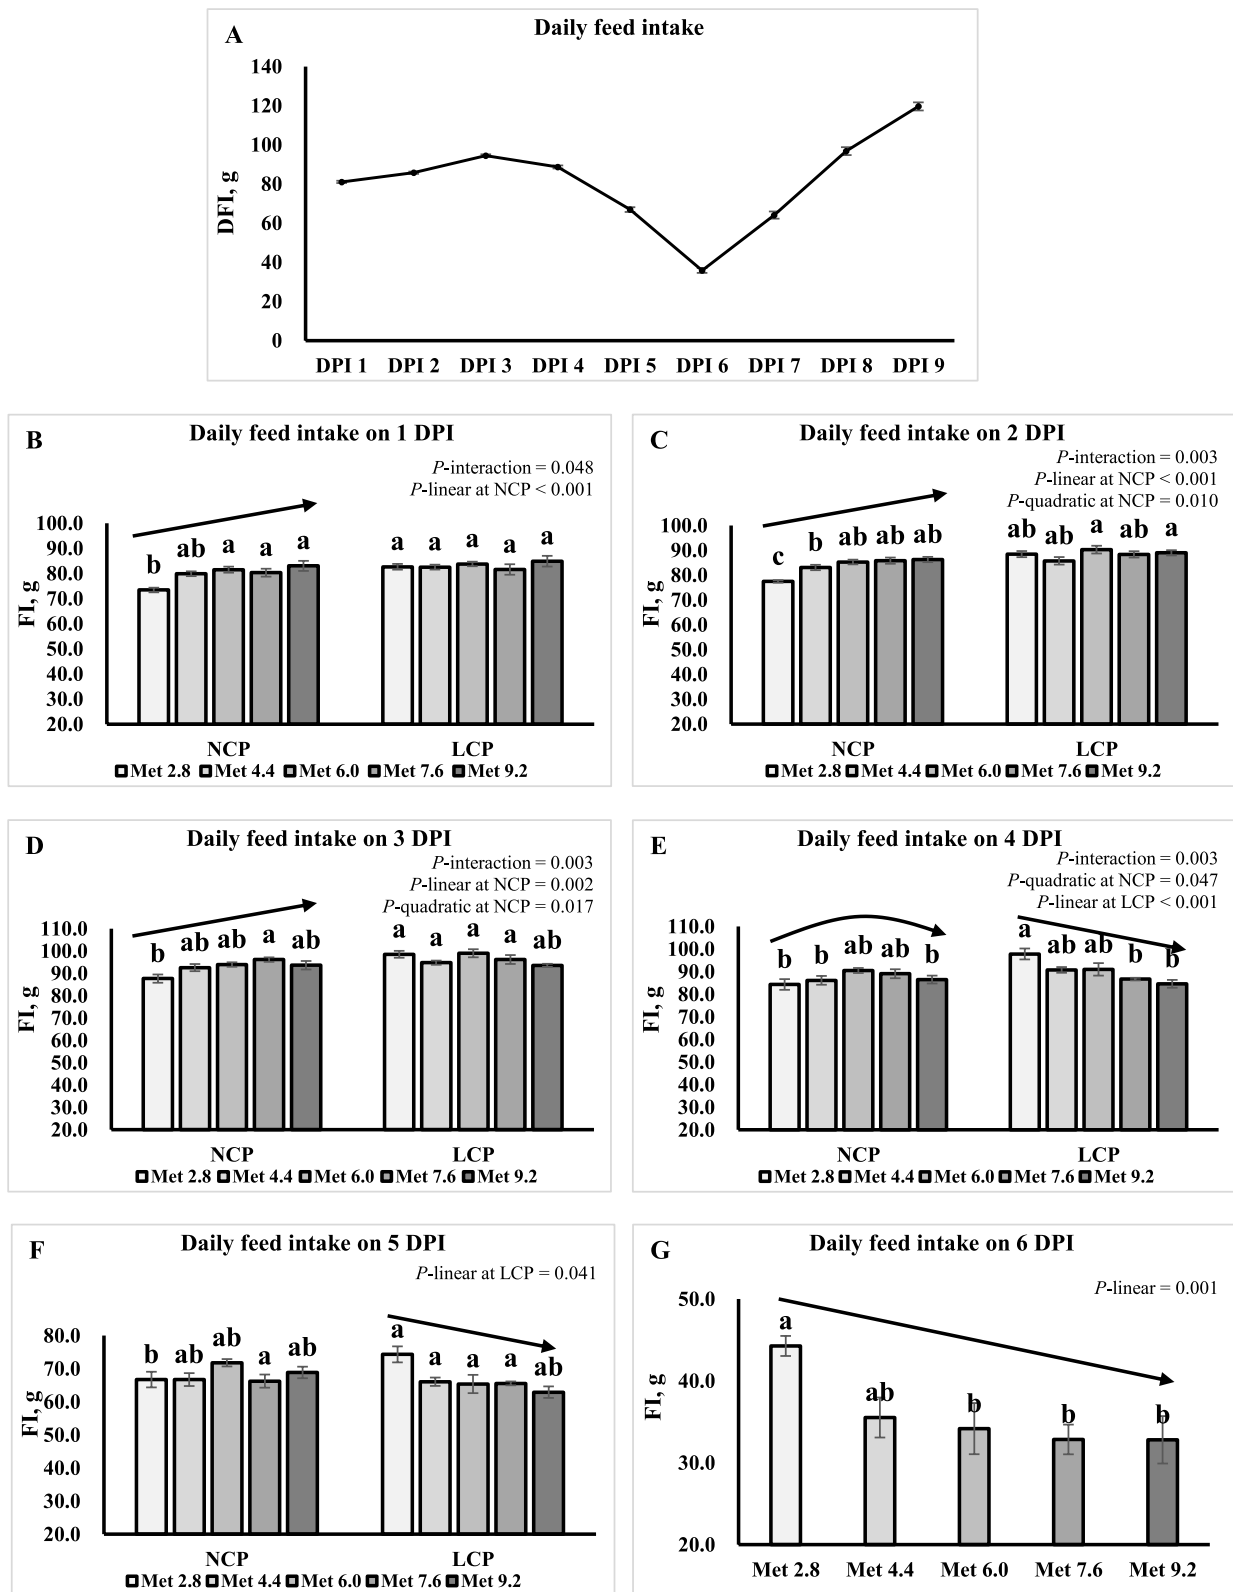 A
Daily feed intake
DFI, g
140
120
100
80
60
40
20
0
DPI 1 DPI 2 DPI 3 DPI 4 DPI 5 DPI 6 DPI 7 DPI 8 DPI 9
B
Daily feed intake on 1 DPI
P-interaction = 0.048
P-linear at NCP < 0.001
FI, g
100.0
90.0
80.0
70.0
60.0
50.0
40.0
30.0
20.0
b ab a a a a a a a a
NCP LCP
Met 2.8 Met 4.4 Met 6.0 Met 7.6 Met 9.2
C
Daily feed intake on 2 DPI
P-interaction = 0.003
P-linear at NCP < 0.001
P-quadratic at NCP = 0.010
FI, g
100.0
90.0
80.0
70.0
60.0
50.0
40.0
30.0
20.0
c b ab ab ab ab ab a ab a
NCP LCP
Met 2.8 Met 4.4 Met 6.0 Met 7.6 Met 9.2
D
Daily feed intake on 3 DPI
P-interaction = 0.003
P-linear at NCP = 0.002
P-quadratic at NCP = 0.017
FI, g
110.0
100.0
90.0
80.0
70.0
60.0
50.0
40.0
30.0
20.0
b ab ab a ab a a a a ab
NCP LCP
Met 2.8 Met 4.4 Met 6.0 Met 7.6 Met 9.2
E
Daily feed intake on 4 DPI
P-interaction = 0.003
P-quadratic at NCP = 0.047
P-linear at LCP < 0.001
FI, g
110.0
100.0
90.0
80.0
70.0
60.0
50.0
40.0
30.0
20.0
b b ab ab b a ab ab b b
NCP LCP
Met 2.8 Met 4.4 Met 6.0 Met 7.6 Met 9.2
F
Daily feed intake on 5 DPI
P-linear at LCP = 0.041
FI, g
80.0
70.0
60.0
50.0
40.0
30.0
20.0
b ab ab a ab a a a a ab
NCP LCP
Met 2.8 Met 4.4 Met 6.0 Met 7.6 Met 9.2
G
Daily feed intake on 6 DPI
P-linear = 0.001
FI, g
50.0
40.0
30.0
20.0
a ab b b b
Met 2.8 Met 4.4 Met 6.0 Met 7.6 Met 9.2